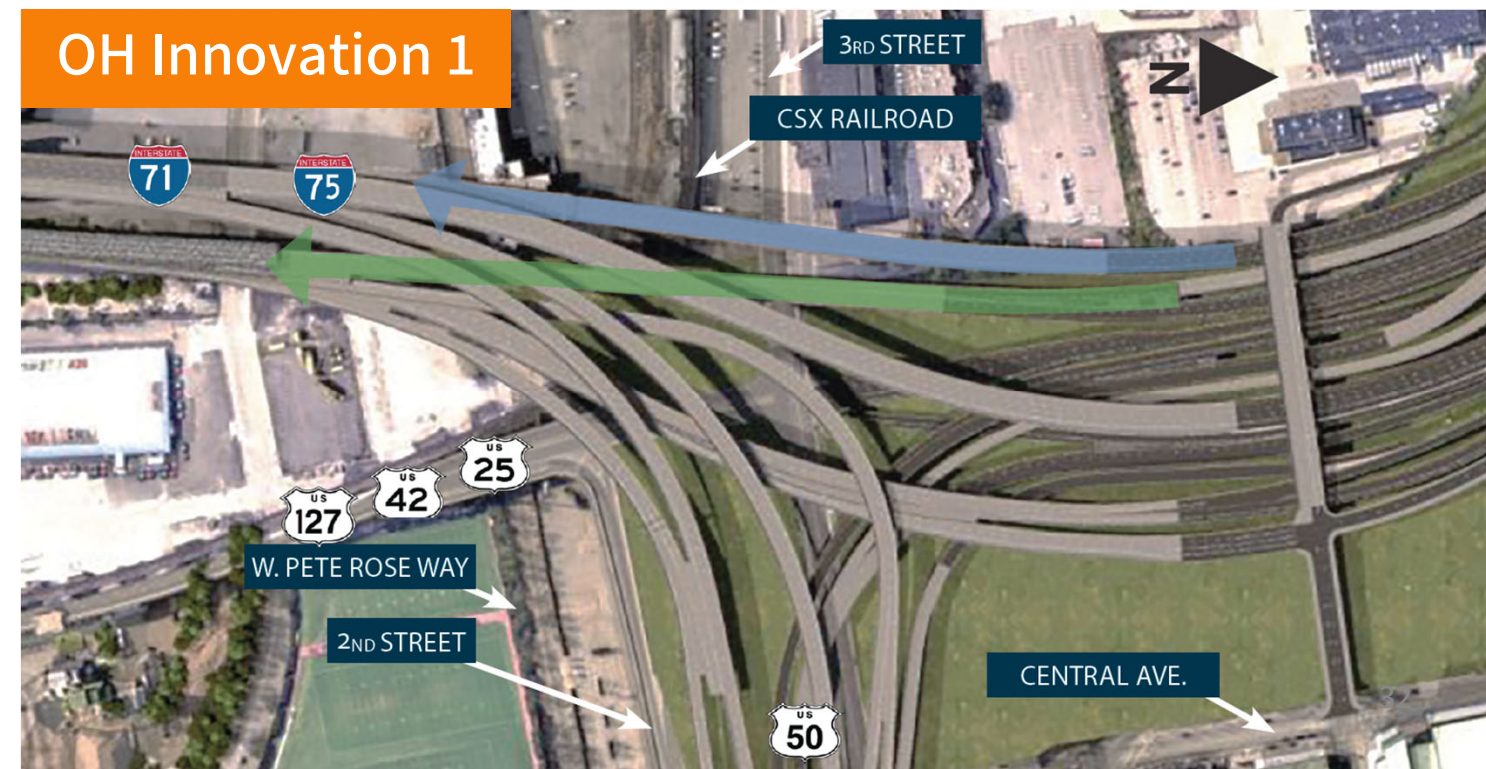 OH Innovation 1
3RD STREET
N
CSX RAILROAD
INTERSTATE
71
INTERSTATE
75
US
25
US
42
US
127
W. PETE ROSE WAY
2ND STREET
CENTRAL AVE.
32
US
50